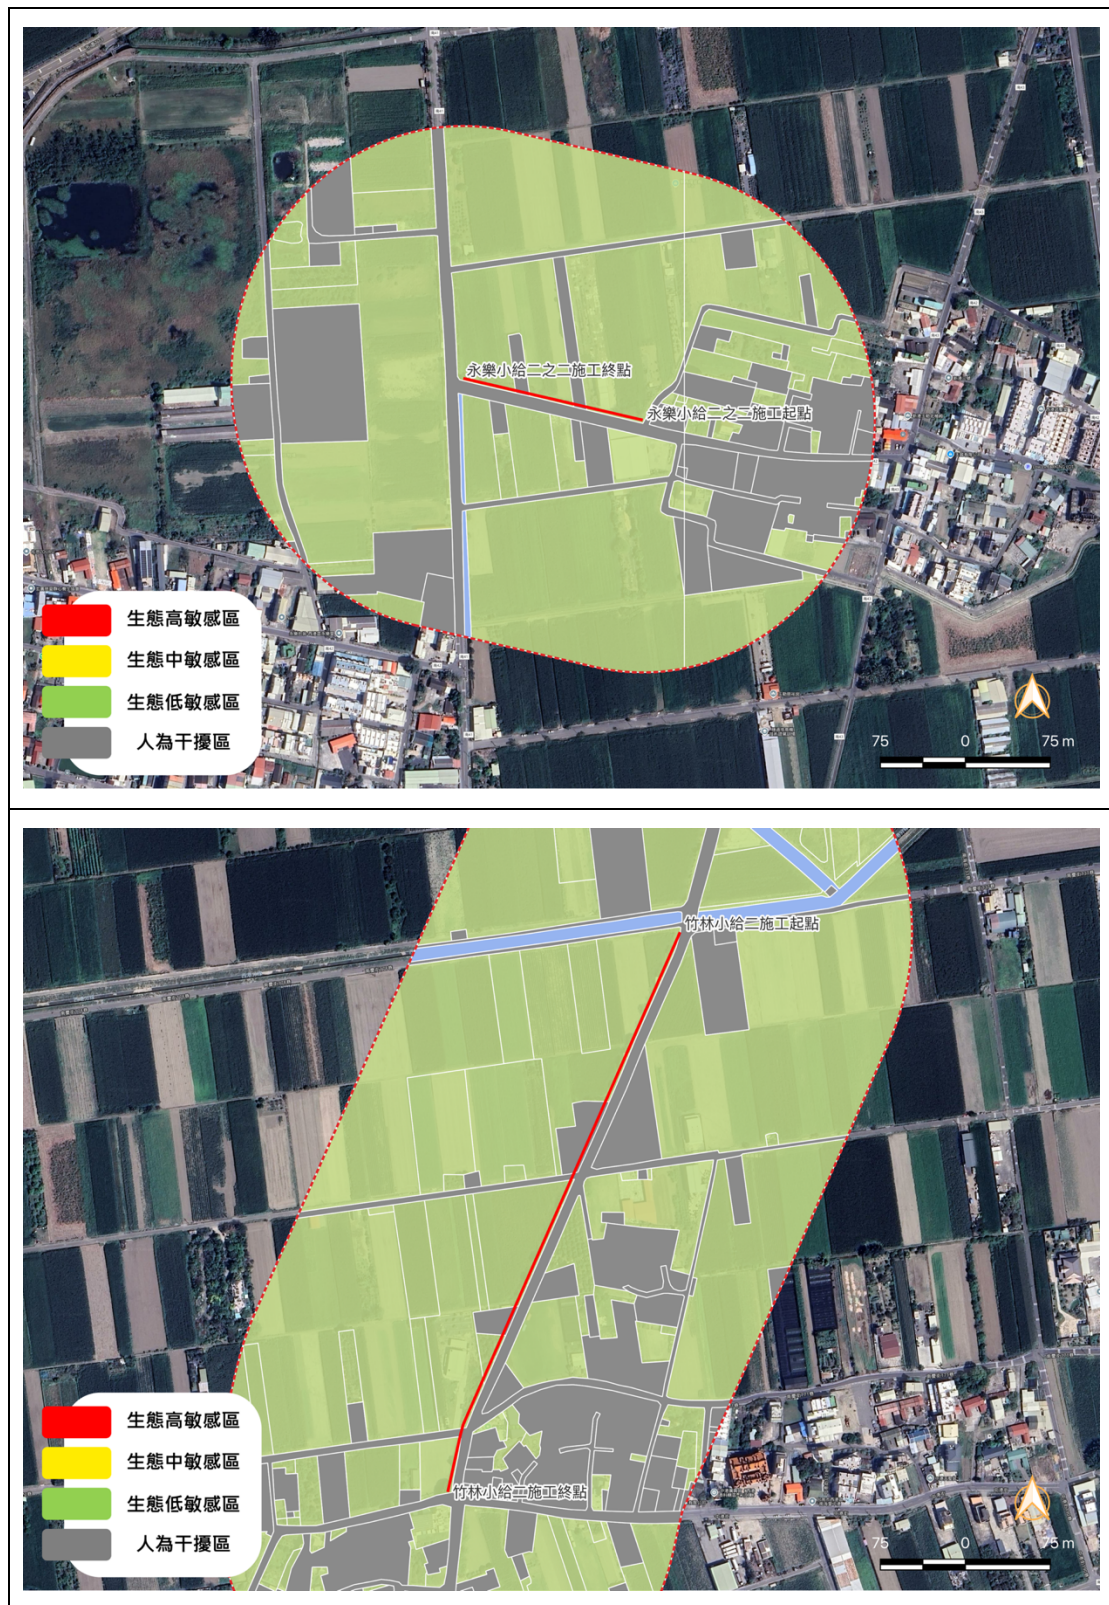 永樂小給二之二施工終點
永樂小給二之二施工起點
生態高敏感區
生態中敏感區
生態低敏感區
人為干擾區
75 0 75 m
竹林小給二施工起點
竹林小給二施工終點
生態高敏感區
生態中敏感區
生態低敏感區
人為干擾區
75 0 75 m